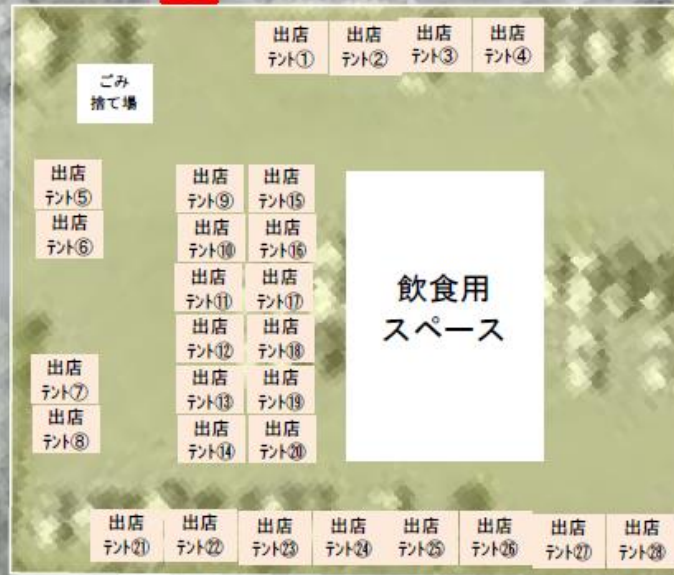 出店
テント①
出店
テント②
出店
テント③
出店
テント④
ごみ
捨て場
出店
テント⑤
出店
テント⑥
出店
テント⑦
出店
テント⑧
出店
テント⑨
出店
テント⑩
出店
テント⑪
出店
テント⑫
出店
テント⑬
出店
テント⑭
出店
テント⑮
出店
テント⑯
出店
テント⑰
出店
テント⑱
出店
テント⑲
出店
テント⑳
飲食用
スペース
出店
テント㉑
出店
テント㉒
出店
テント㉓
出店
テント㉔
出店
テント㉕
出店
テント㉖
出店
テント㉗
出店
テント㉘